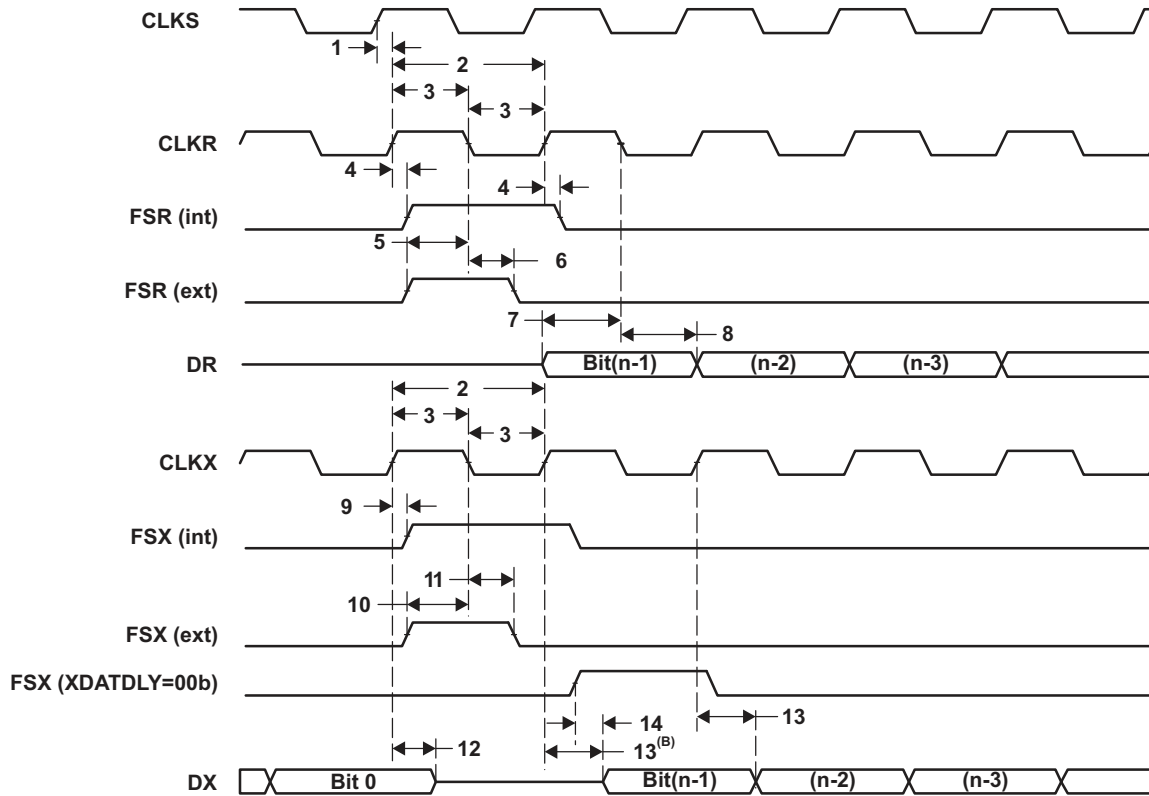 CLKS
1
2
3
3
CLKR
4
4
FSR (int)
5
6
FSR (ext)
7
8
DR
Bit(n-1)
(n-2)
(n-3)
2
3
3
CLKX
9
FSX (int)
11
10
FSX (ext)
FSX (XDATDLY=00b)
14
13
12
13(B)
DX
Bit 0
Bit(n-1)
(n-2)
(n-3)